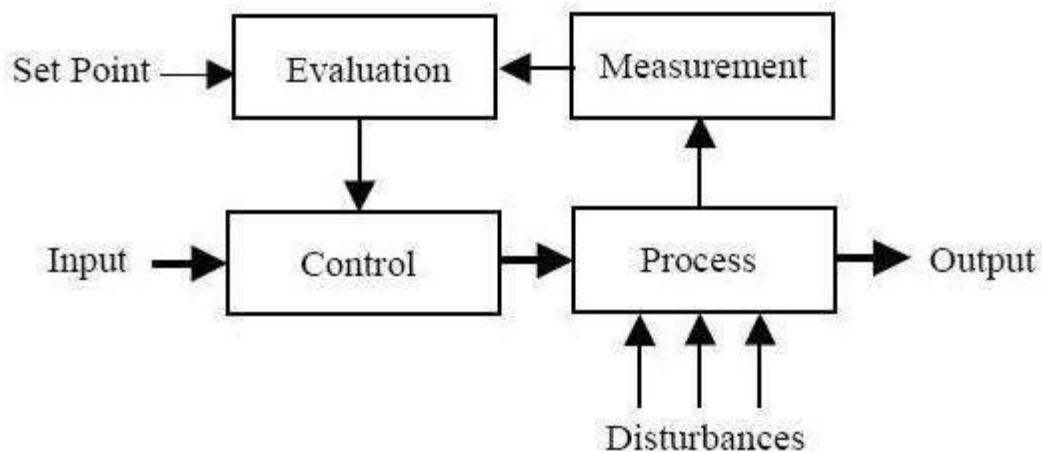 Set Point
Evaluation
Measurement
Input
Control
Process
Output
Disturbances